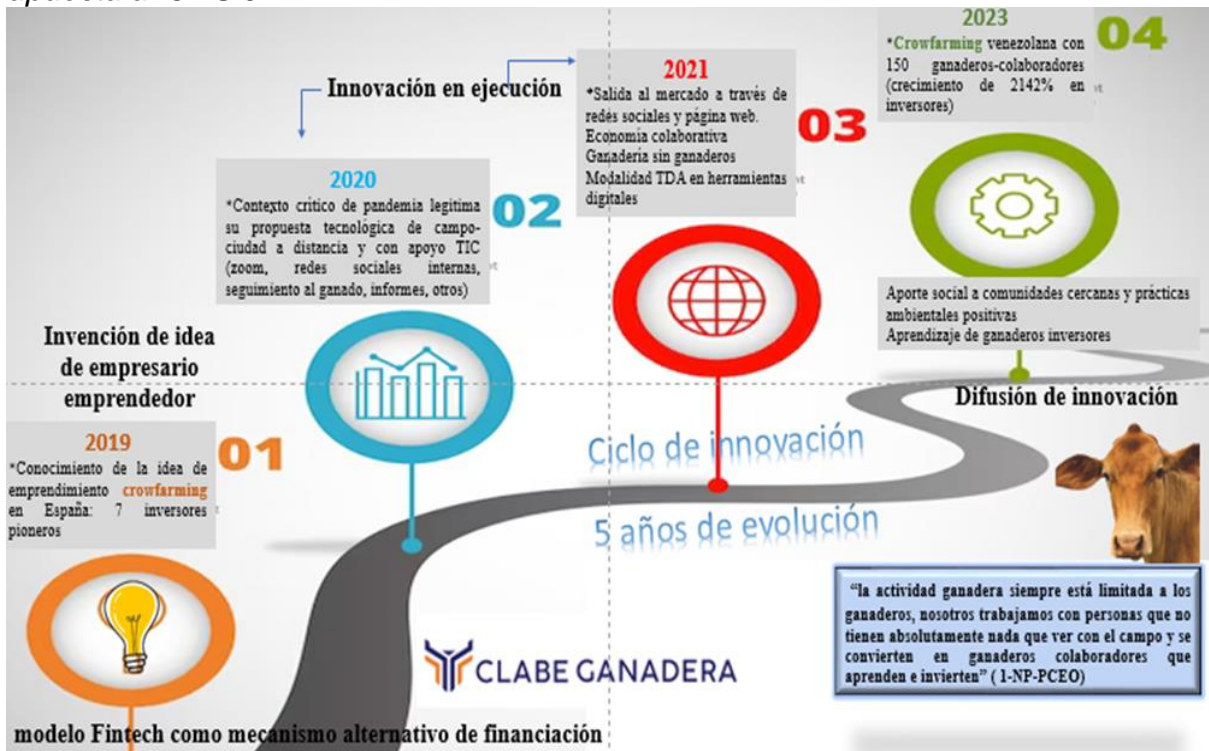 2023
04
*Crowfarming venezolana con
150 ganaderos-colaboradores
(crecimiento de 2142% en
inversores)
Innovación en ejecución
2021
*Salida al mercado a través de
redes sociales y página web.
Economía colaborativa
Ganadería sin ganaderos
Modalidad TDA en herramientas
digitales
03
2020
*Contexto critico de pandemia legitima
su propuesta tecnológica de campo-
ciudad a distancia y con apoyo TIC
(zoom, redes sociales internas,
seguimiento al ganado, informes, otros)
02
Aporte social a comunidades cercanas y prácticas
ambientales positivas
Aprendizaje de ganaderos inversores
Invención de idea
de empresario
emprendedor
Difusión de innovación
2019
*Conocimiento de la idea de
emprendimiento crowfarming
en España: 7 inversores
pioneros
01
Ciclo de innovación
5 años de evolución
"la actividad ganadera siempre está limitada a los
ganaderos, nosotros trabajamos con personas que no
tienen absolutamente nada que ver con el campo y se
convierten en ganaderos colaboradores que
aprenden e invierten" ( 1-NP-PCEO)
CLABE GANADERA
modelo Fintech como mecanismo alternativo de financiación